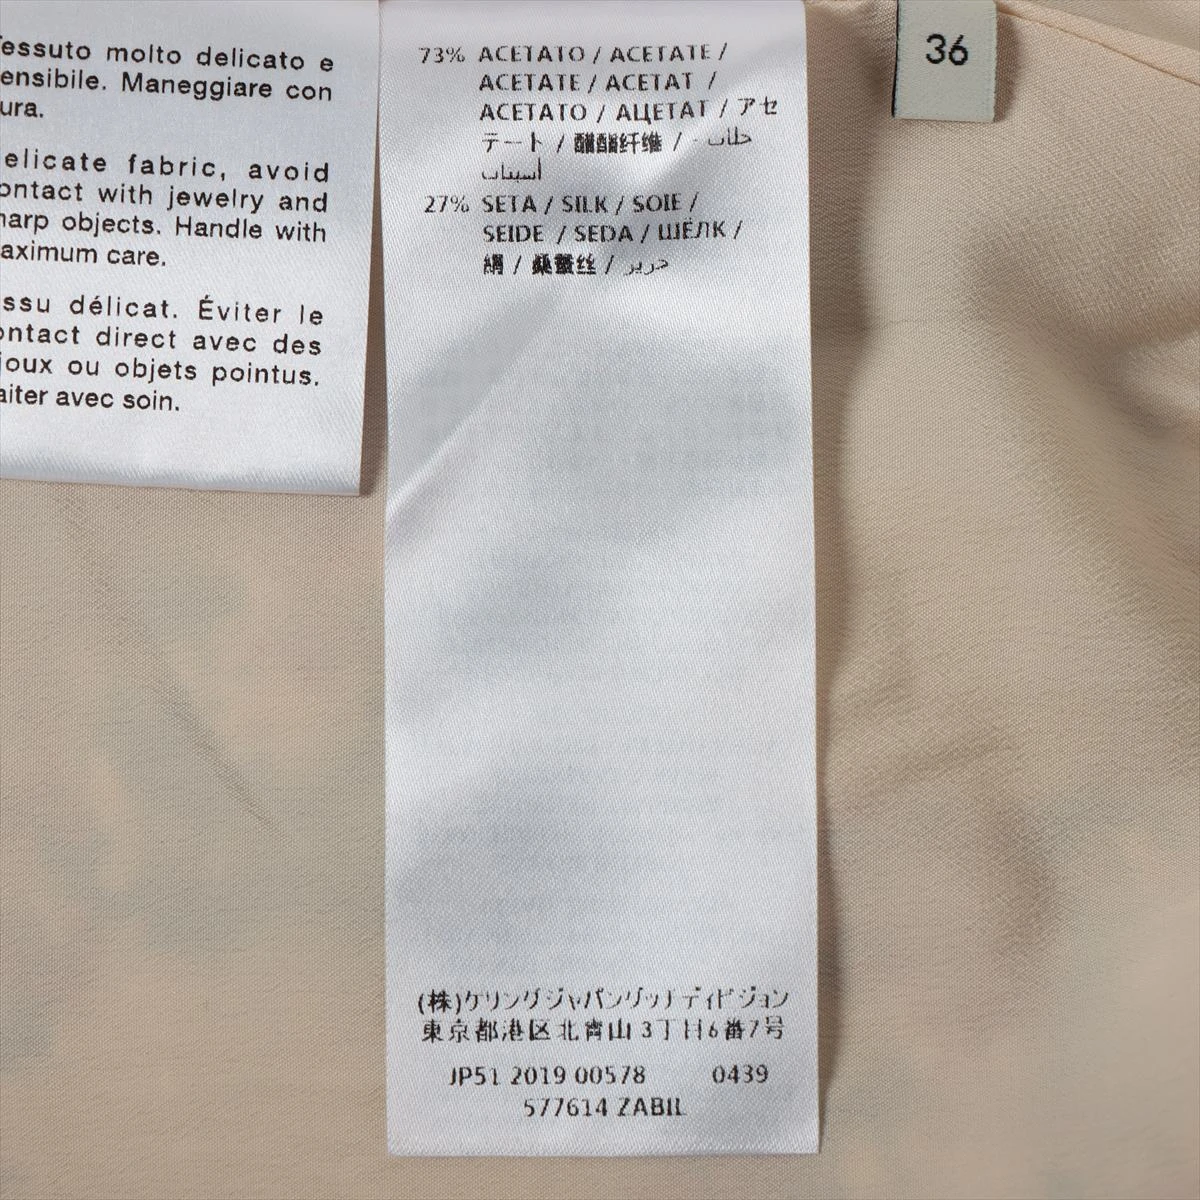 essuto molto delicato e
ensibile. Maneggiare con
ura.
elicate fabric, avoid
ontact with jewelry and
harp objects. Handle with
aximum care.
ssu délicat. Éviter le
ontact direct avec des
joux ou objets pointus.
aiter avec soin.
73% ACETATO / ACETATE /
ACETATE / ACETAT /
ACETATO / АЦЕТАТ / アセ
テート / 醋酯纤维 /
27% SETA / SILK / SOIE /
SEIDE / SEDA / ШЁЛК /
絹 / 桑蚕丝 / حرير
(株)ケリングジャパングッチディビジョン
東京都港区北青山3丁目6番7号
JP51 2019 00578 0439
577614 ZABIL
36